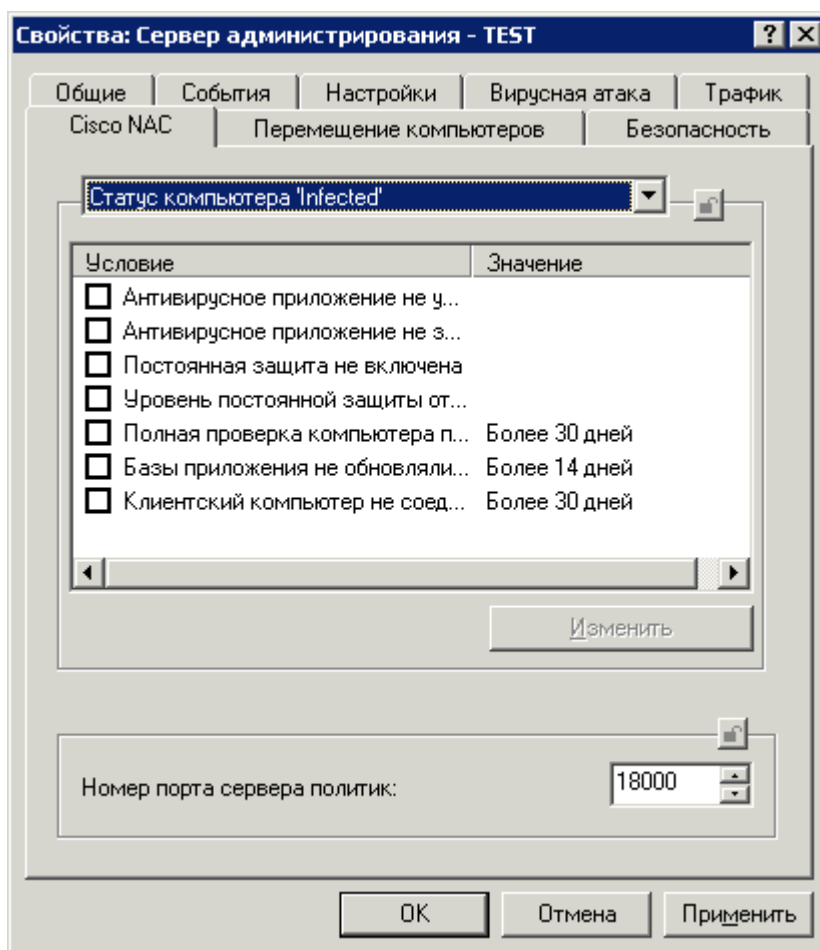 Свойства: Сервер администрирования - TEST
Общие События Настройки Вирусная атака Трафик
Cisco NAC Перемещение компьютеров Безопасность
Статус компьютера 'Infected'
Условие Значение
Антивирусное приложение не у...
Антивирусное приложение не з...
Постоянная защита не включена
Уровень постоянной защиты от...
Полная проверка компьютера п... Более 30 дней
Базы приложения не обновляли... Более 14 дней
Клиентский компьютер не соед... Более 30 дней
Изменить
Номер порта сервера политик: 18000
OK Отмена Применить